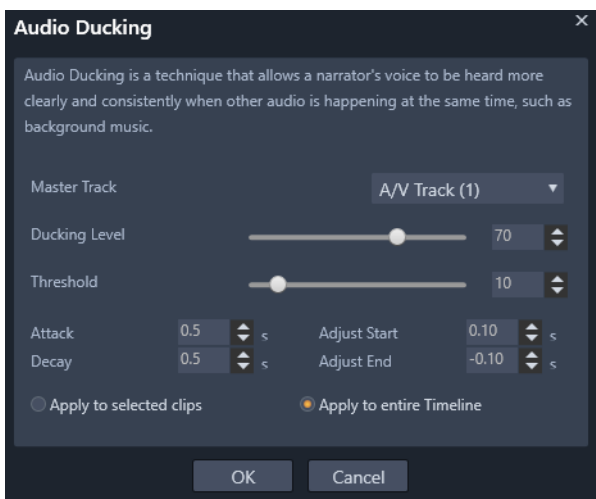 Audio Ducking
Audio Ducking is a technique that allows a narrator's voice to be heard more
clearly and consistently when other audio is happening at the same time, such as
background music.
Master Track A/V Track (1)
Ducking Level 70
Threshold 10
Attack 0.5 s Adjust Start 0.10 s
Decay 0.5 s Adjust End -0.10 s
Apply to selected clips Apply to entire Timeline
OK Cancel